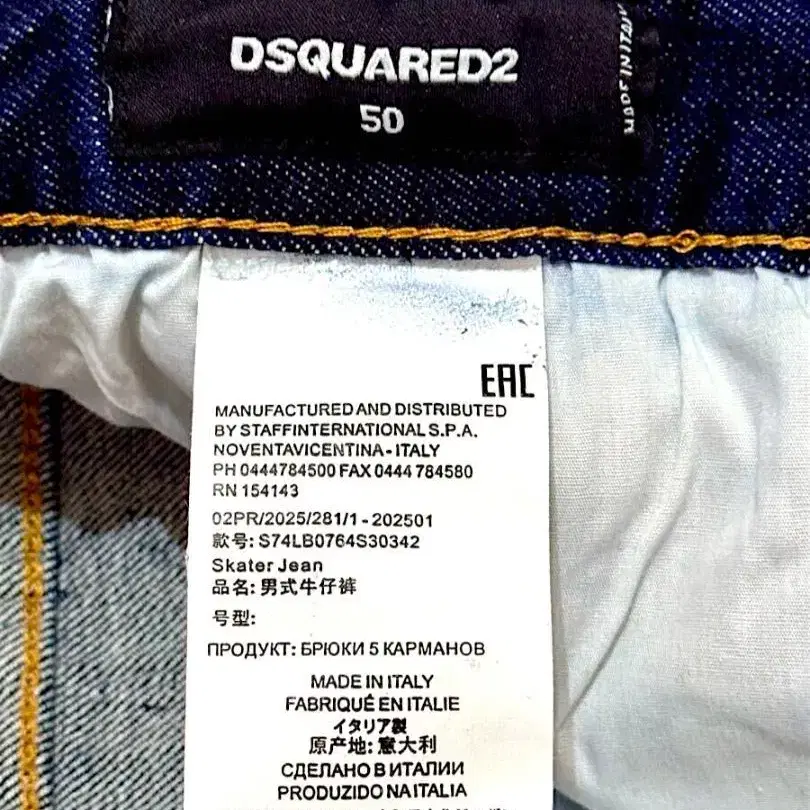 DSQUARED2
50
MADE IN ITALY
EAC
MANUFACTURED AND DISTRIBUTED
BY STAFFINTERNATIONAL S.P.A.
NOVENTAVICENTINA - ITALY
PH 0444784500 FAX 0444 784580
RN 154143
02PR/2025/281/1 - 202501
款号: S74LB0764S30342
Skater Jean
品名: 男式牛仔裤
号型:
ПРОДУКТ: БРЮКИ 5 КАРМАНОВ
MADE IN ITALY
FABRIQUÉ EN ITALIE
イタリア製
原产地: 意大利
СДЕЛАНО В ИТАЛИИ
PRODUZIDO NA ITALIA